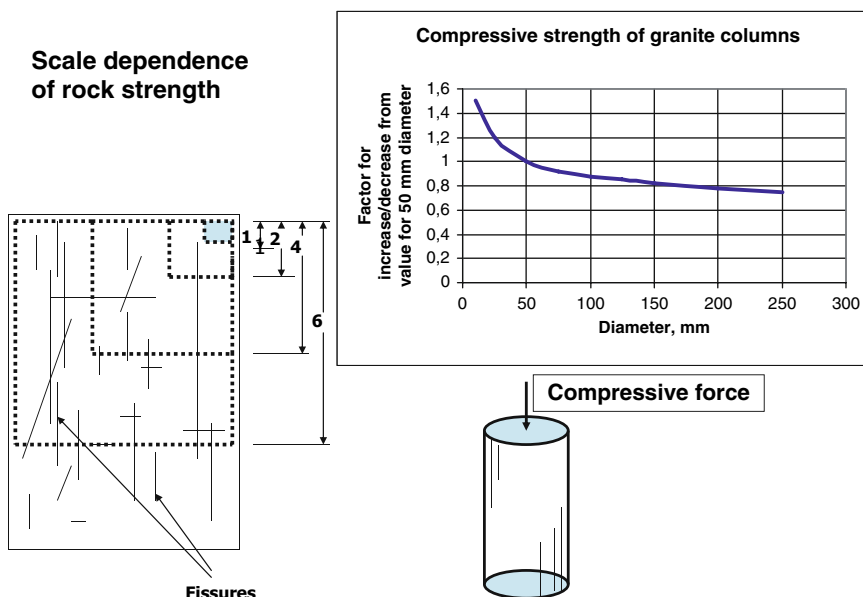 Scale dependence
of rock strength
Compressive strength of granite columns
Factor for
increase/decrease from
value for 50 mm diameter
1,6
1,4
1,2
1
0,8
0,6
0,4
0,2
0
0 50 100 150 200 250 300
Diameter, mm
1 2 4
1
6
Compressive force
Fissures